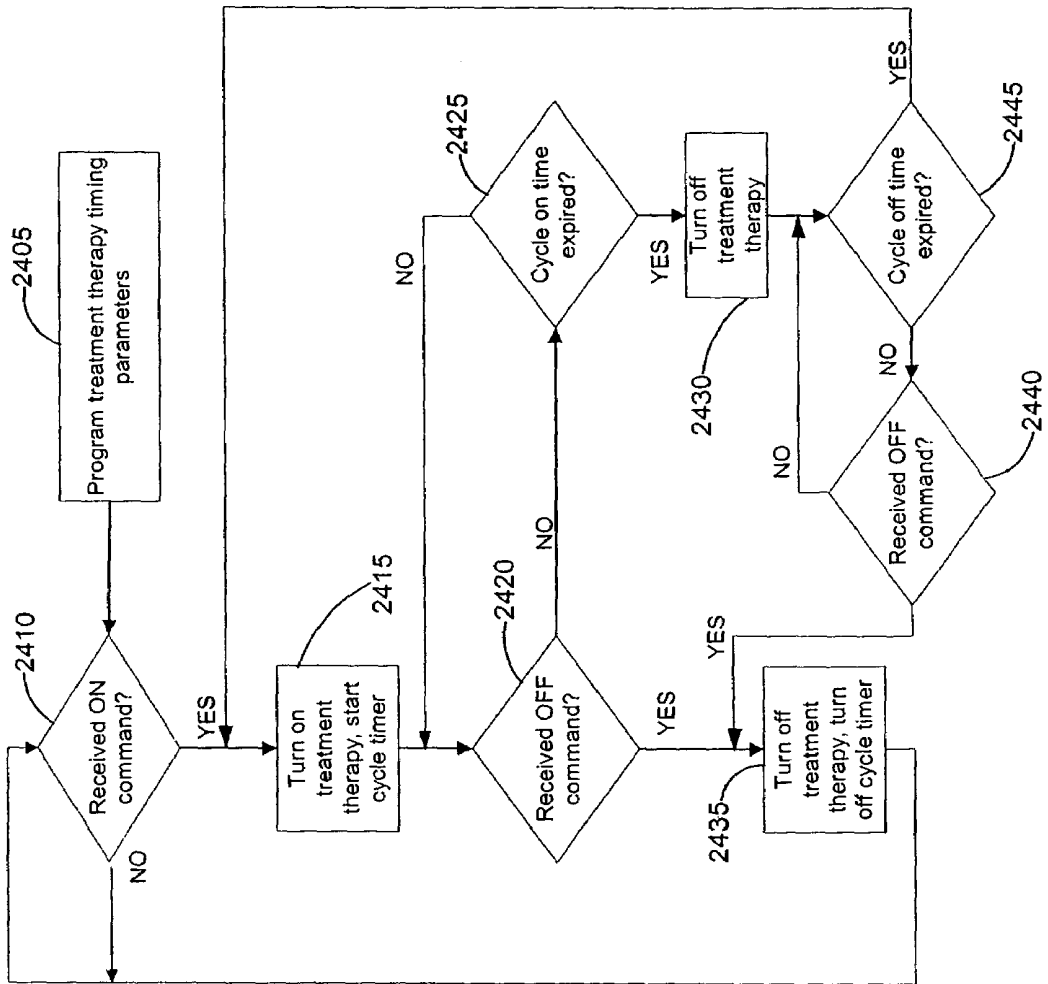 2405
Program treatment therapy timing
parameters
2410
Received ON
command?
NO
YES
2415
Turn on
treatment
therapy, start
cycle timer
2420
Received OFF
command?
NO
YES
2425
Cycle on time
expired?
NO
YES
2430
Turn off
treatment
therapy
2435
Turn off
treatment
therapy, turn
off cycle timer
2440
Received OFF
command?
NO
YES
2445
Cycle off time
expired?
NO
YES